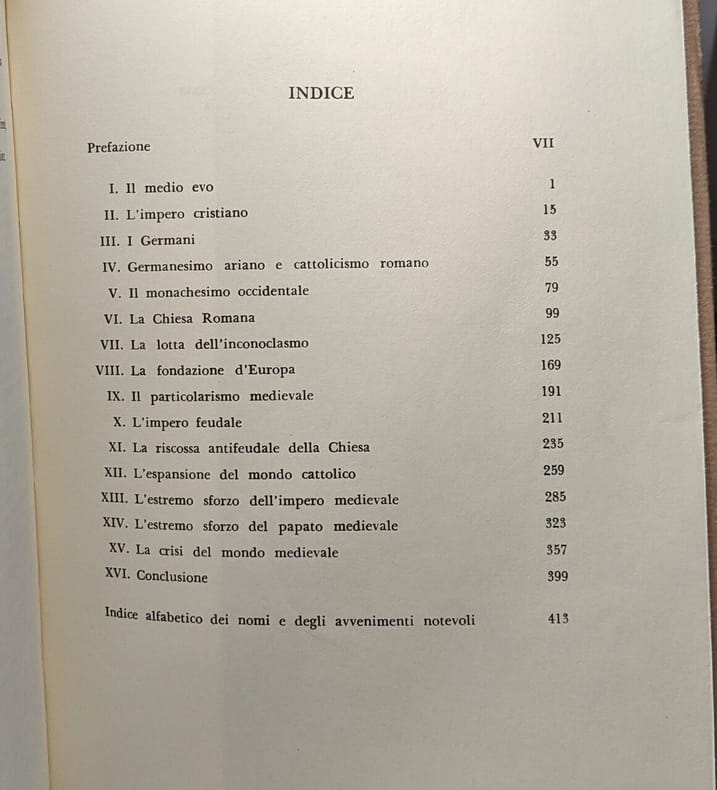 INDICE
Prefazione VII
I. Il medio evo 1
II. L'impero cristiano 15
III. I Germani 33
IV. Germanesimo ariano e cattolicismo romano 55
V. Il monachesimo occidentale 79
VI. La Chiesa Romana 99
VII. La lotta dell'inconoclasmo 125
VIII. La fondazione d'Europa 169
IX. Il particolarismo medievale 191
X. L'impero feudale 211
XI. La riscossa antifeudale della Chiesa 235
XII. L'espansione del mondo cattolico 259
XIII. L'estremo sforzo dell'impero medievale 285
XIV. L'estremo sforzo del papato medievale 323
XV. La crisi del mondo medievale 357
XVI. Conclusione 399
Indice alfabetico dei nomi e degli avvenimenti notevoli 413